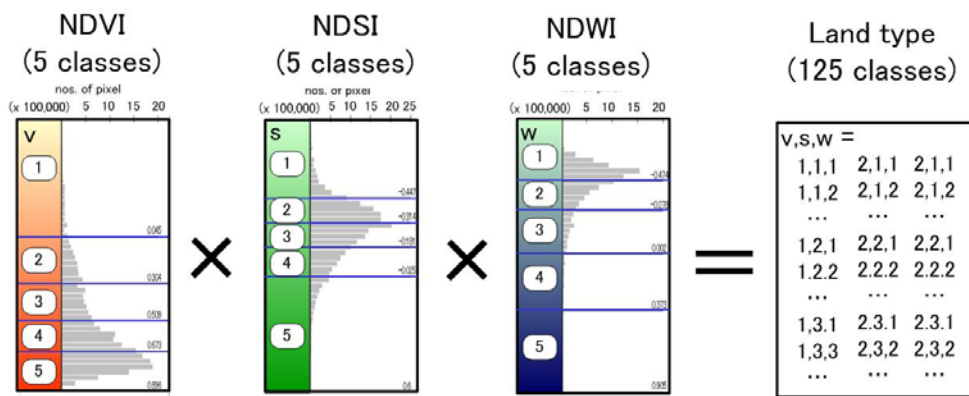 NDVI
(5 classes)
nos. of pixel
(x 100,000) 5 10 15 20
V
1
0.045
2
0.304
3
0.509
4
0.673
5
0.896
×
NDSI
(5 classes)
nos. of pixel
(x 100,000) 5 10 15 20 25
S
1
-0.447
2
-0.314
3
-0.181
4
-0.025
5
0.6
×
NDWI
(5 classes)
nos. of pixel
(x 100,000) 5 10 15 20
W
1
-0.474
2
-0.278
3
0.002
4
0.373
5
0.905
=
Land type
(125 classes)
v,s,w =
1,1,1 2,1,1 2,1,1
1,1,2 2,1,2 2,1,2
... ... ...
1,2,1 2,2,1 2,2,1
1.2.2 2.2.2 2.2.2
... ... ...
1,3.1 2.3.1 2.3.1
1,3,3 2,3,2 2,3,2
... ... ...